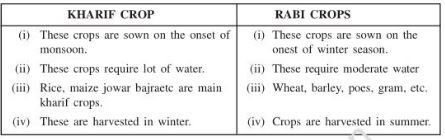 KHARIF CROP
RABI CROPS
(i) These crops are sown on the onset of
monsoon.
(i) These crops are sown on the
onest of winter season.
(ii) These crops require lot of water.
(ii) These require moderate water
(iii) Rice, maize jowar bajraetc are main
kharif crops.
(iii) Wheat, barley, poes, gram, etc.
(iv) These are harvested in winter.
(iv) Crops are harvested in summer.